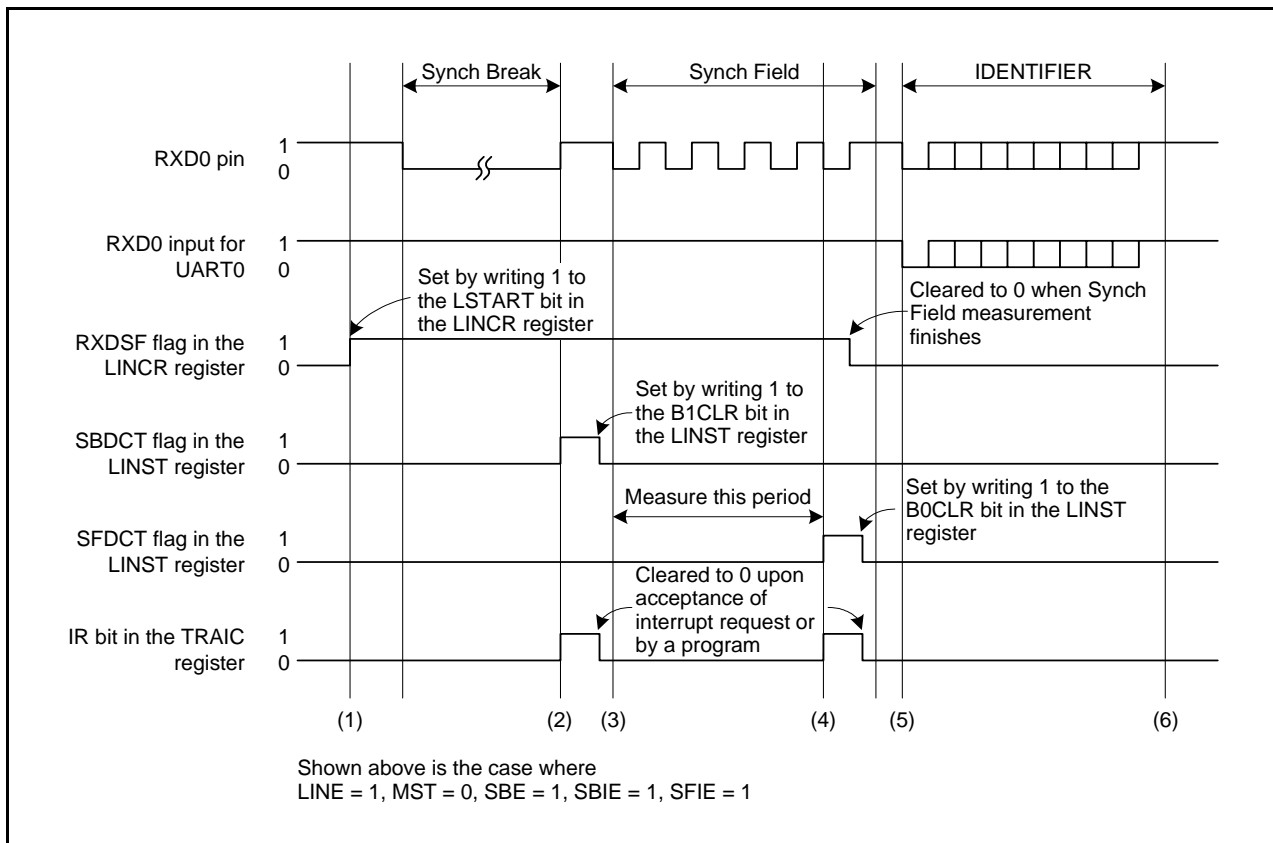 Synch Break
Synch Field
IDENTIFIER
RXD0 pin
1
0
RXD0 input for
UART0
1
0
Set by writing 1 to
the LSTART bit in
the LINCR register
Cleared to 0 when Synch
Field measurement
finishes
RXDSF flag in the
LINCR register
1
0
Set by writing 1 to
the B1CLR bit in
the LINST register
SBDCT flag in the
LINST register
1
0
Measure this period
Set by writing 1 to the
B0CLR bit in the LINST
register
SFDCT flag in the
LINST register
1
0
Cleared to 0 upon
acceptance of
interrupt request or
by a program
IR bit in the TRAIC
register
1
0
(1)
(2)
(3)
(4)
(5)
(6)
Shown above is the case where
LINE = 1, MST = 0, SBE = 1, SBIE = 1, SFIE = 1